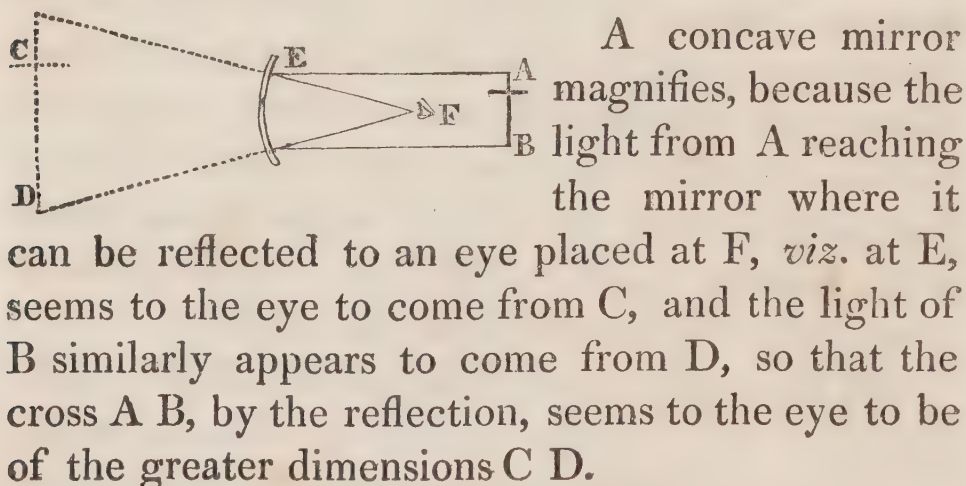 C
D
E
A
F
B
A concave mirror
magnifies, because the
light from A reaching
the mirror where it
can be reflected to an eye placed at F, viz. at E,
seems to the eye to come from C, and the light of
B similarly appears to come from D, so that the
cross A B, by the reflection, seems to the eye to be
of the greater dimensions C D.